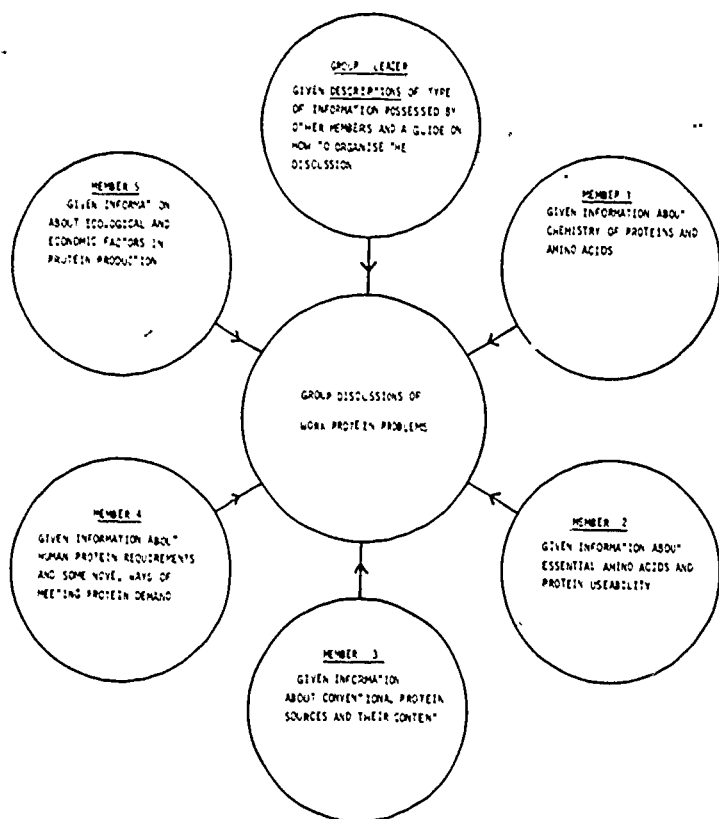 GROUP LEADER
GIVEN DESCRIPTIONS OF TYPE
OF INFORMATION POSSESSED BY
OTHER MEMBERS AND A GUIDE ON
HOW TO ORGANISE THE
DISCUSSION
MEMBER 1
GIVEN INFORMATION ABOUT
CHEMISTRY OF PROTEINS AND
AMINO ACIDS
MEMBER 2
GIVEN INFORMATION ABOUT
ESSENTIAL AMINO ACIDS AND
PROTEIN USEABILITY
MEMBER 3
GIVEN INFORMATION
ABOUT CONVENTIONAL PROTEIN
SOURCES AND THEIR CONTENT
MEMBER 4
GIVEN INFORMATION ABOUT
HUMAN PROTEIN REQUIREMENTS
AND SOME NOVEL WAYS OF
MEETING PROTEIN DEMAND
MEMBER 5
GIVEN INFORMATION
ABOUT ECOLOGICAL AND
ECONOMIC FACTORS IN
PROTEIN PRODUCTION
GROUP DISCUSSIONS OF
WORK PROTEIN PROBLEMS